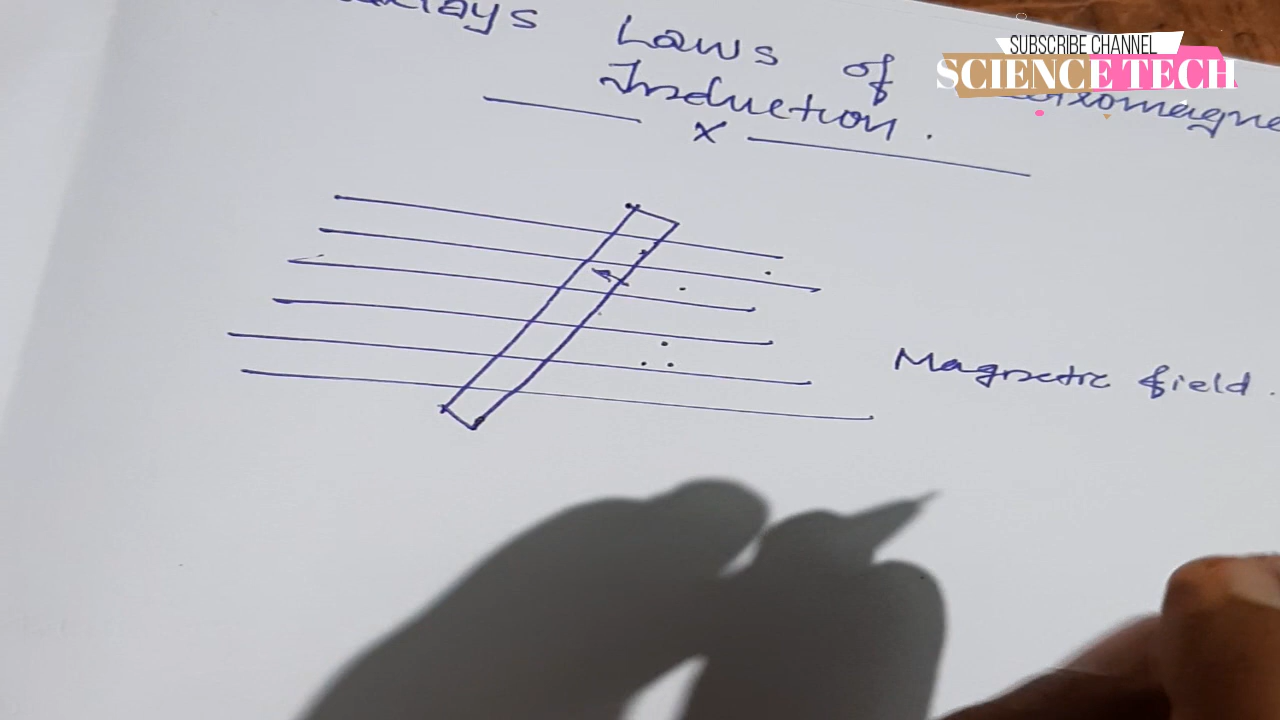 Laws of
Induction.
x
Magnetic field.
SUBSCRIBE CHANNEL
SCIENCE TECH